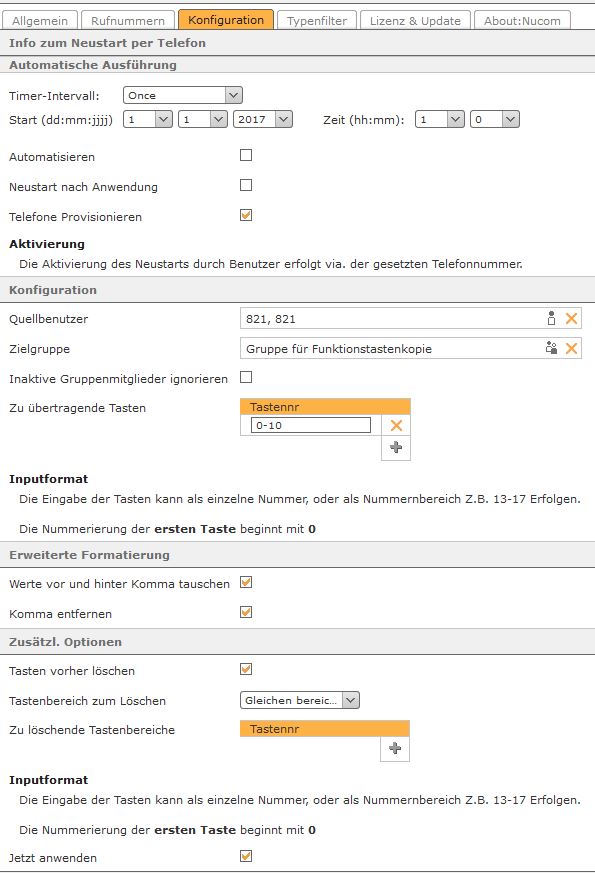 Allgemein Rufnummern Konfiguration Typenfilter Lizenz & Update About:Nucom
Info zum Neustart per Telefon
Automatische Ausführung
Timer-Intervall: Once
Start (dd:mm:jjjj) 1 1 2017 Zeit (hh:mm): 1 0
Automatisieren
Neustart nach Anwendung
Telefone Provisionieren
Aktivierung
Die Aktivierung des Neustarts durch Benutzer erfolgt via. der gesetzten Telefonnummer.
Konfiguration
Quellbenutzer 821, 821
Zielgruppe Gruppe für Funktionstastenkopie
Inaktive Gruppenmitglieder ignorieren
Zu übertragende Tasten Tastennr
0-10
Inputformat
Die Eingabe der Tasten kann als einzelne Nummer, oder als Nummernbereich Z.B. 13-17 Erfolgen.
Die Nummerierung der ersten Taste beginnt mit 0
Erweiterte Formatierung
Werte vor und hinter Komma tauschen
Komma entfernen
Zusätzl. Optionen
Tasten vorher löschen
Tastenbereich zum Löschen Gleichen bereic...
Zu löschende Tastenbereiche Tastennr
Inputformat
Die Eingabe der Tasten kann als einzelne Nummer, oder als Nummernbereich Z.B. 13-17 Erfolgen.
Die Nummerierung der ersten Taste beginnt mit 0
Jetzt anwenden